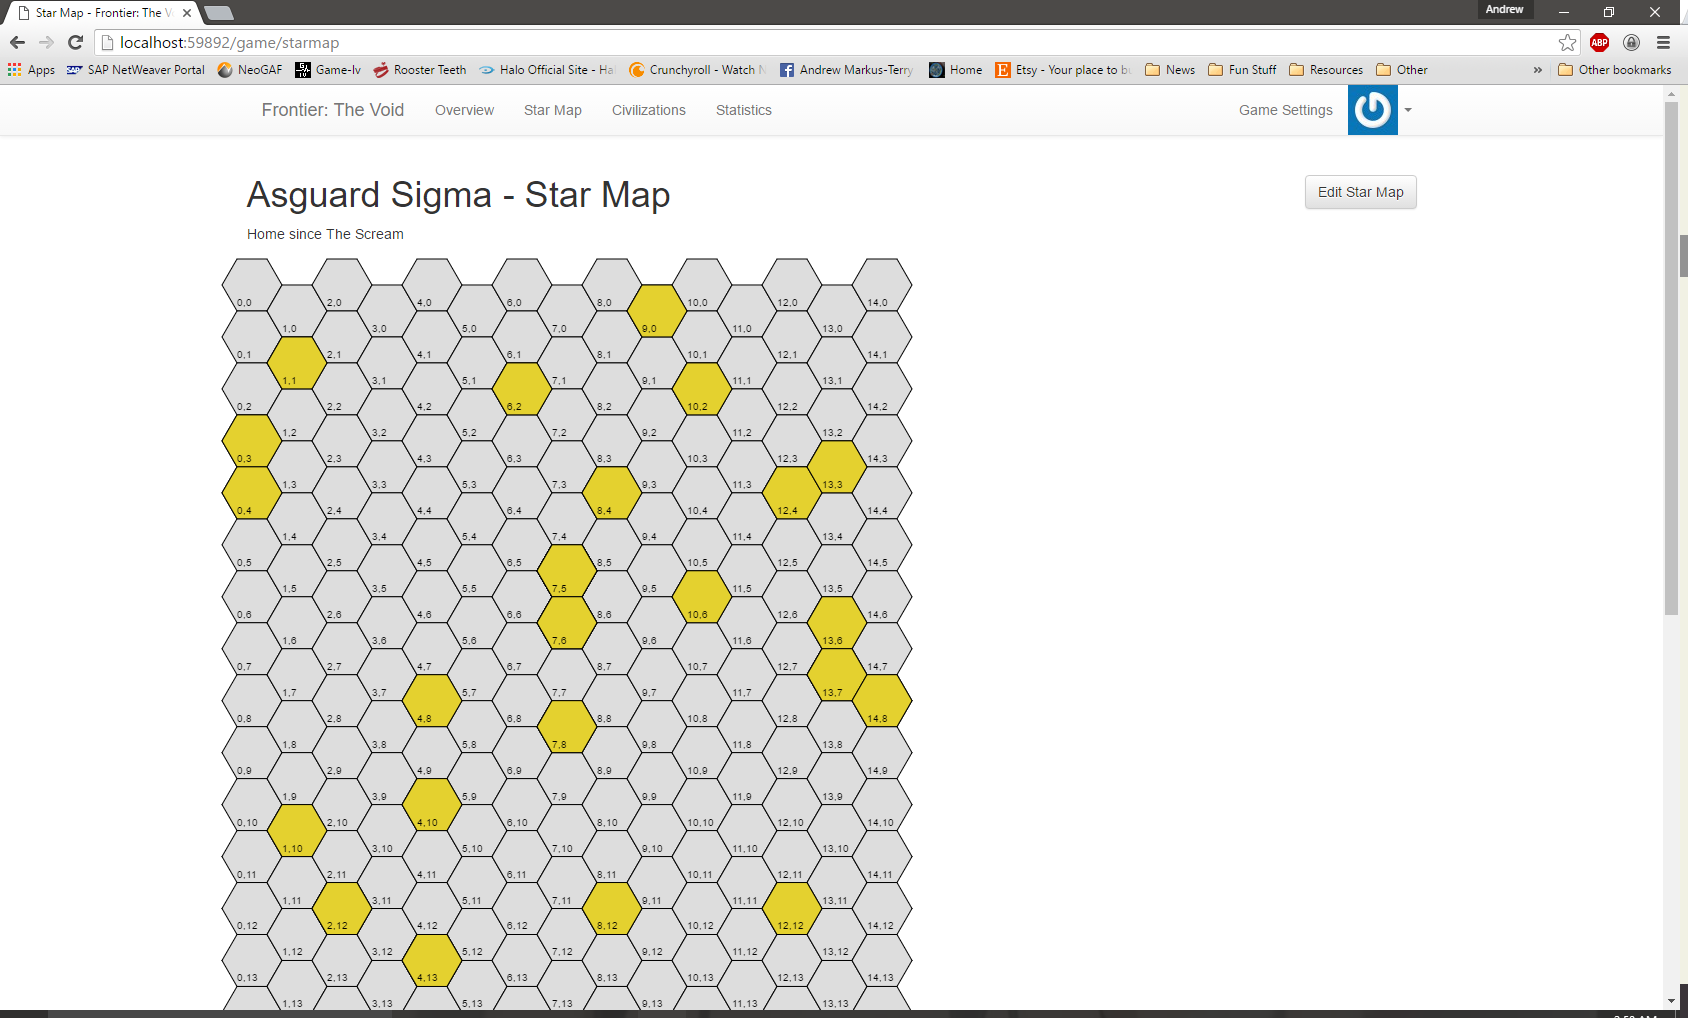 Star Map - Frontier: The V
Andrew
localhost:59892/game/starmap
ABP
Apps SAP NetWeaver Portal NeoGAF Game-lv Rooster Teeth Halo Official Site - Ha Crunchyroll - Watch N Andrew Markus-Terry Home Etsy - Your place to bu News Fun Stuff Resources Other » Other bookmarks
Frontier: The Void Overview Star Map Civilizations Statistics Game Settings
Asguard Sigma - Star Map Edit Star Map
Home since The Scream
0,0 2,0 4,0 6,0 8,0 10,0 12,0 14,0
1,0 3,0 5,0 7,0 9,0 11,0 13,0
0,1 2,1 4,1 6,1 8,1 10,1 12,1 14,1
1,1 3,1 5,1 7,1 9,1 11,1 13,1
0,2 2,2 4,2 6,2 8,2 10,2 12,2 14,2
1,2 3,2 5,2 7,2 9,2 11,2 13,2
0,3 2,3 4,3 6,3 8,3 10,3 12,3 14,3
1,3 3,3 5,3 7,3 9,3 11,3 13,3
0,4 2,4 4,4 6,4 8,4 10,4 12,4 14,4
1,4 3,4 5,4 7,4 9,4 11,4 13,4
0,5 2,5 4,5 6,5 8,5 10,5 12,5 14,5
1,5 3,5 5,5 7,5 9,5 11,5 13,5
0,6 2,6 4,6 6,6 8,6 10,6 12,6 14,6
1,6 3,6 5,6 7,6 9,6 11,6 13,6
0,7 2,7 4,7 6,7 8,7 10,7 12,7 14,7
1,7 3,7 5,7 7,7 9,7 11,7 13,7
0,8 2,8 4,8 6,8 8,8 10,8 12,8 14,8
1,8 3,8 5,8 7,8 9,8 11,8 13,8
0,9 2,9 4,9 6,9 8,9 10,9 12,9 14,9
1,9 3,9 5,9 7,9 9,9 11,9 13,9
0,10 2,10 4,10 6,10 8,10 10,10 12,10 14,10
1,10 3,10 5,10 7,10 9,10 11,10 13,10
0,11 2,11 4,11 6,11 8,11 10,11 12,11 14,11
1,11 3,11 5,11 7,11 9,11 11,11 13,11
0,12 2,12 4,12 6,12 8,12 10,12 12,12 14,12
1,12 3,12 5,12 7,12 9,12 11,12 13,12
0,13 2,13 4,13 6,13 8,13 10,13 12,13 14,13
1,13 3,13 5,13 7,13 9,13 11,13 13,13